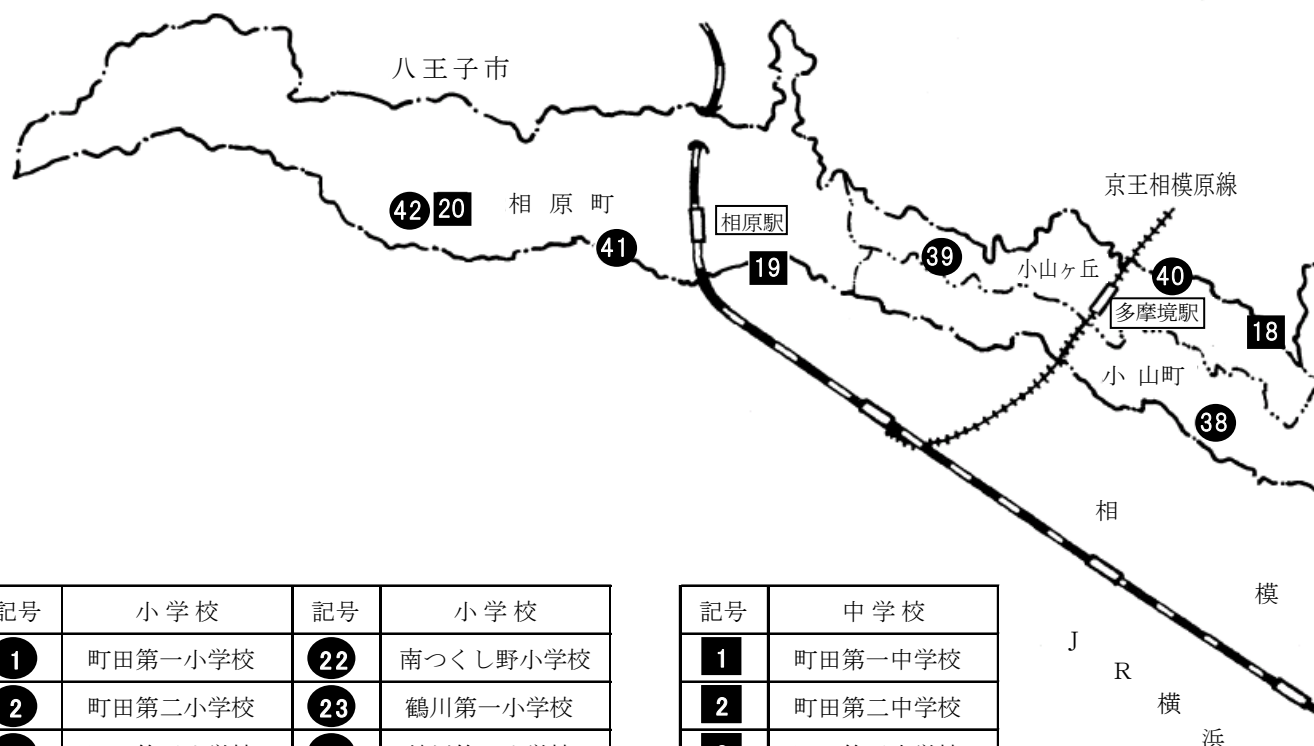 八王子市
京王相模原線
42 20 相原町
相原駅
41
19
39
小山ヶ丘
40
多摩境駅
18
小山町
38
相
模
J
R
横
浜
記号 小学校 記号 小学校
1 町田第一小学校 22 南つくし野小学校
2 町田第二小学校 23 鶴川第一小学校
記号 中学校
1 町田第一中学校
2 町田第二中学校